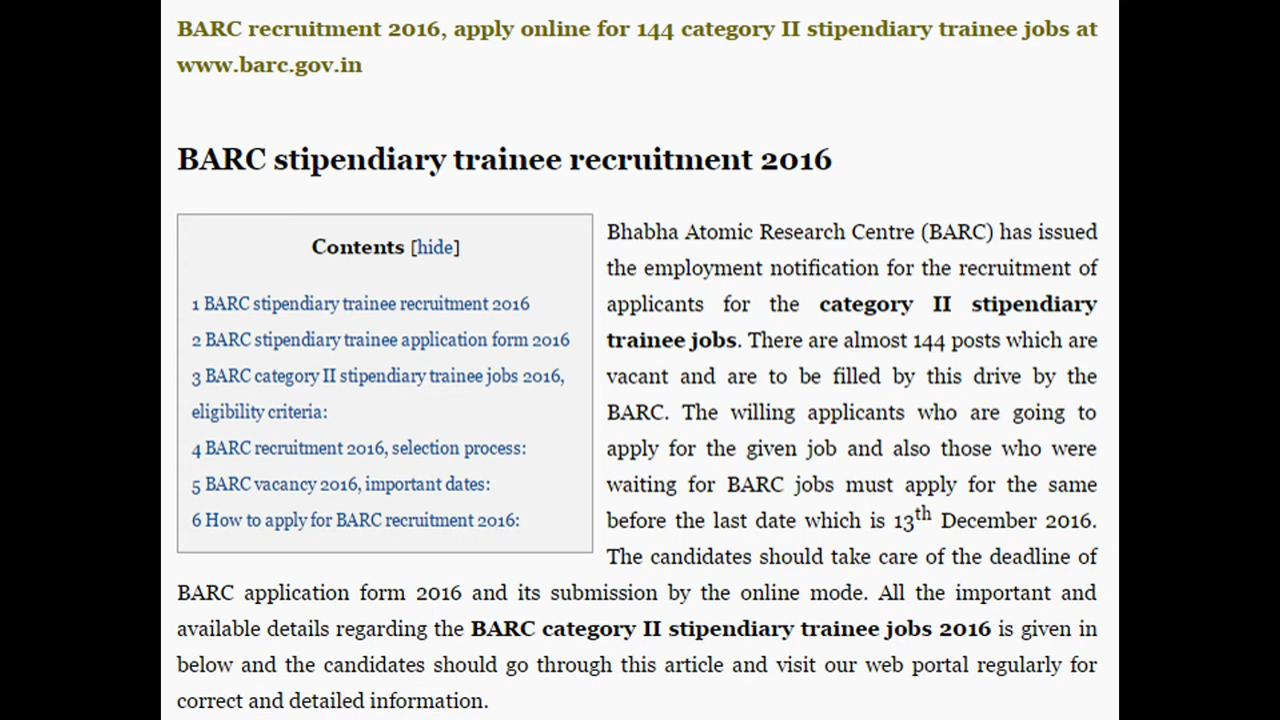 BARC recruitment 2016, apply online for 144 category II stipendiary trainee jobs at
www.barc.gov.in
BARC stipendiary trainee recruitment 2016
Contents [hide]
1 BARC stipendiary trainee recruitment 2016
2 BARC stipendiary trainee application form 2016
3 BARC category II stipendiary trainee jobs 2016,
eligibility criteria:
4 BARC recruitment 2016, selection process:
5 BARC vacancy 2016, important dates:
6 How to apply for BARC recruitment 2016:
Bhabha Atomic Research Centre (BARC) has issued
the employment notification for the recruitment of
applicants for the category II stipendiary
trainee jobs. There are almost 144 posts which are
vacant and are to be filled by this drive by the
BARC. The willing applicants who are going to
apply for the given job and also those who were
waiting for BARC jobs must apply for the same
before the last date which is 13th December 2016.
The candidates should take care of the deadline of
BARC application form 2016 and its submission by the online mode. All the important and
available details regarding the BARC category II stipendiary trainee jobs 2016 is given in
below and the candidates should go through this article and visit our web portal regularly for
correct and detailed information.